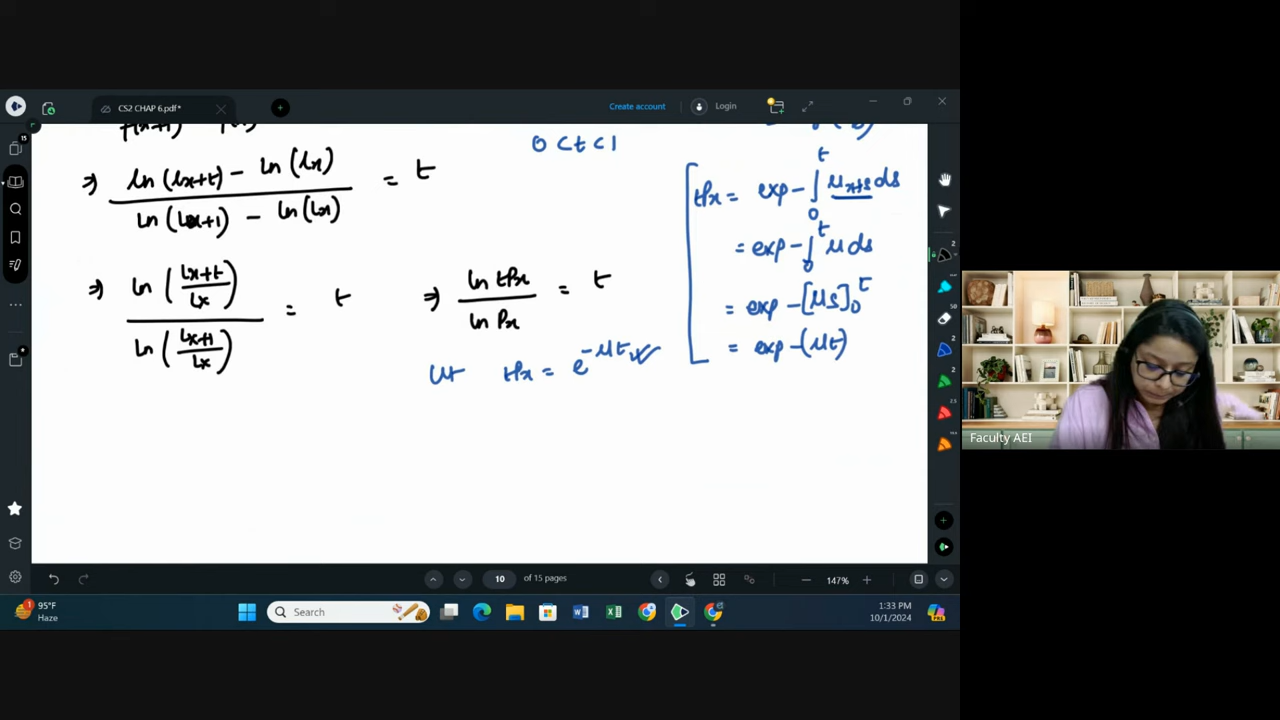 CS2 CHAP 6.pdf*
Create account
Login
15
0 < t < 1
⇒ ln (lx+t) − ln (lx) / ln (lx+1) − ln (lx) = t
⇒ ln (lx+t / lx) / ln (lx+1 / lx) = t
⇒ ln tPx / ln Px = t
tPx = e^−μt
tPx = exp − ∫₀ᵗ μx+s ds
= exp − ∫₀ᵗ μ ds
= exp − [μs]₀ᵗ
= exp − (μt)
Faculty AEI
10 of 15 pages
147%
95°F
Haze
Search
1:33 PM
10/1/2024